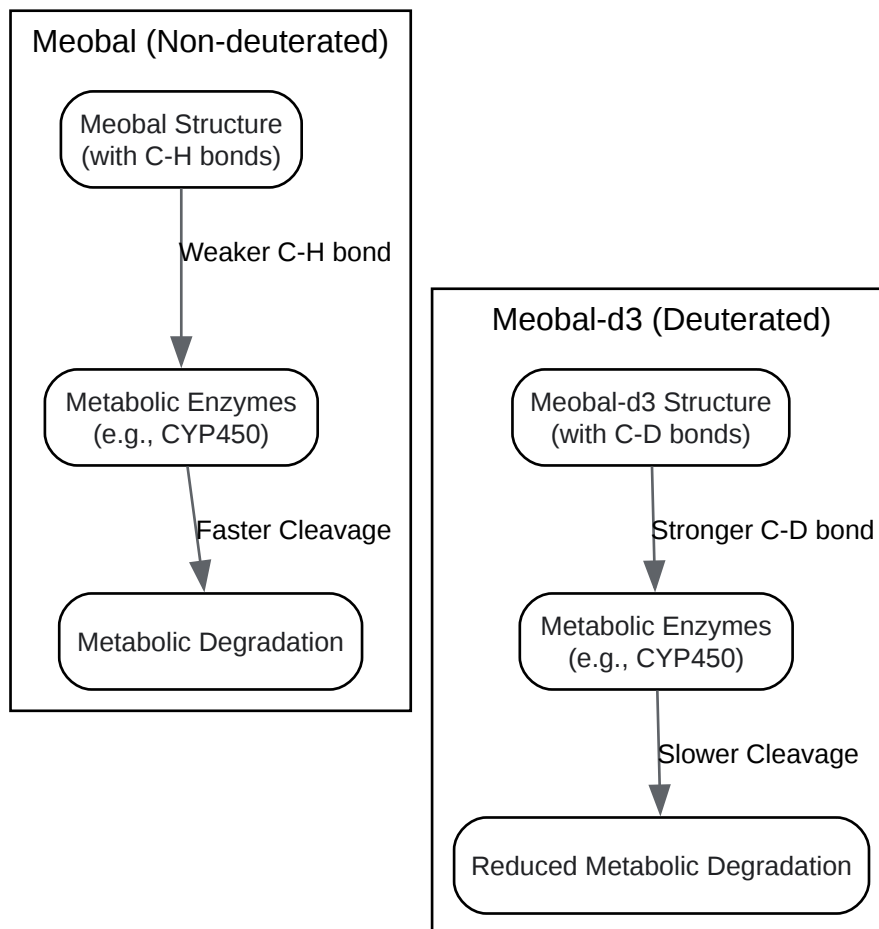 Meobal (Non-deuterated)
Meobal Structure
(with C-H bonds)
Weaker C-H bond
Metabolic Enzymes
(e.g., CYP450)
Faster Cleavage
Metabolic Degradation
Meobal-d3 (Deuterated)
Meobal-d3 Structure
(with C-D bonds)
Stronger C-D bond
Metabolic Enzymes
(e.g., CYP450)
Slower Cleavage
Reduced Metabolic Degradation